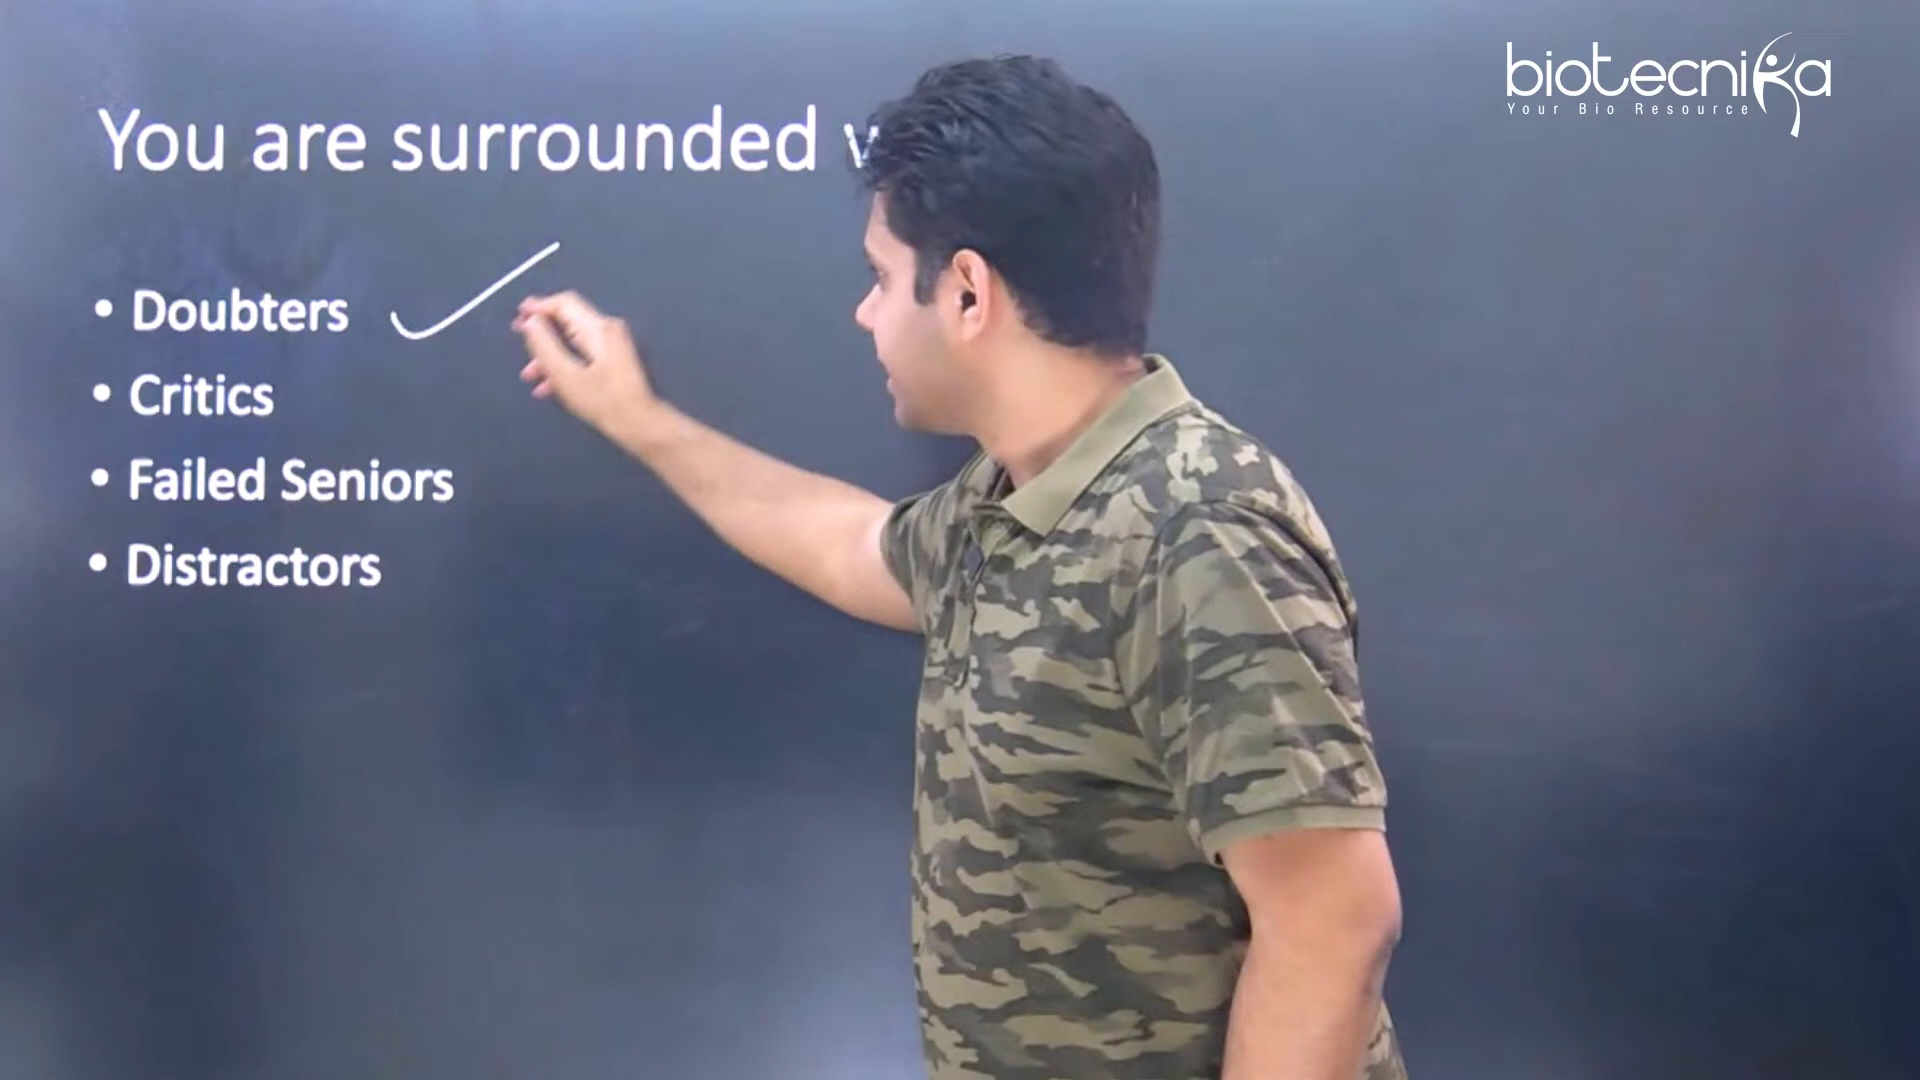 biotecnika
Your Bio Resource
You are surrounded
• Doubters
• Critics
• Failed Seniors
• Distractors